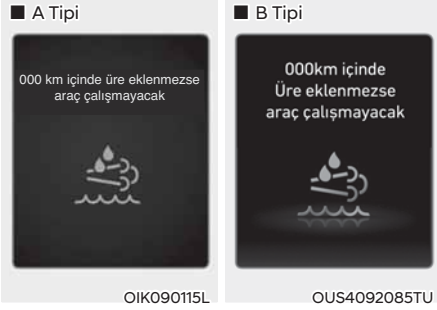 ■ A Tipi
000 km içinde üre eklenmezse
araç çalışmayacak
OIK090115L
■ B Tipi
000km içinde
Üre eklenmezse
araç çalışmayacak
OUS4092085TU